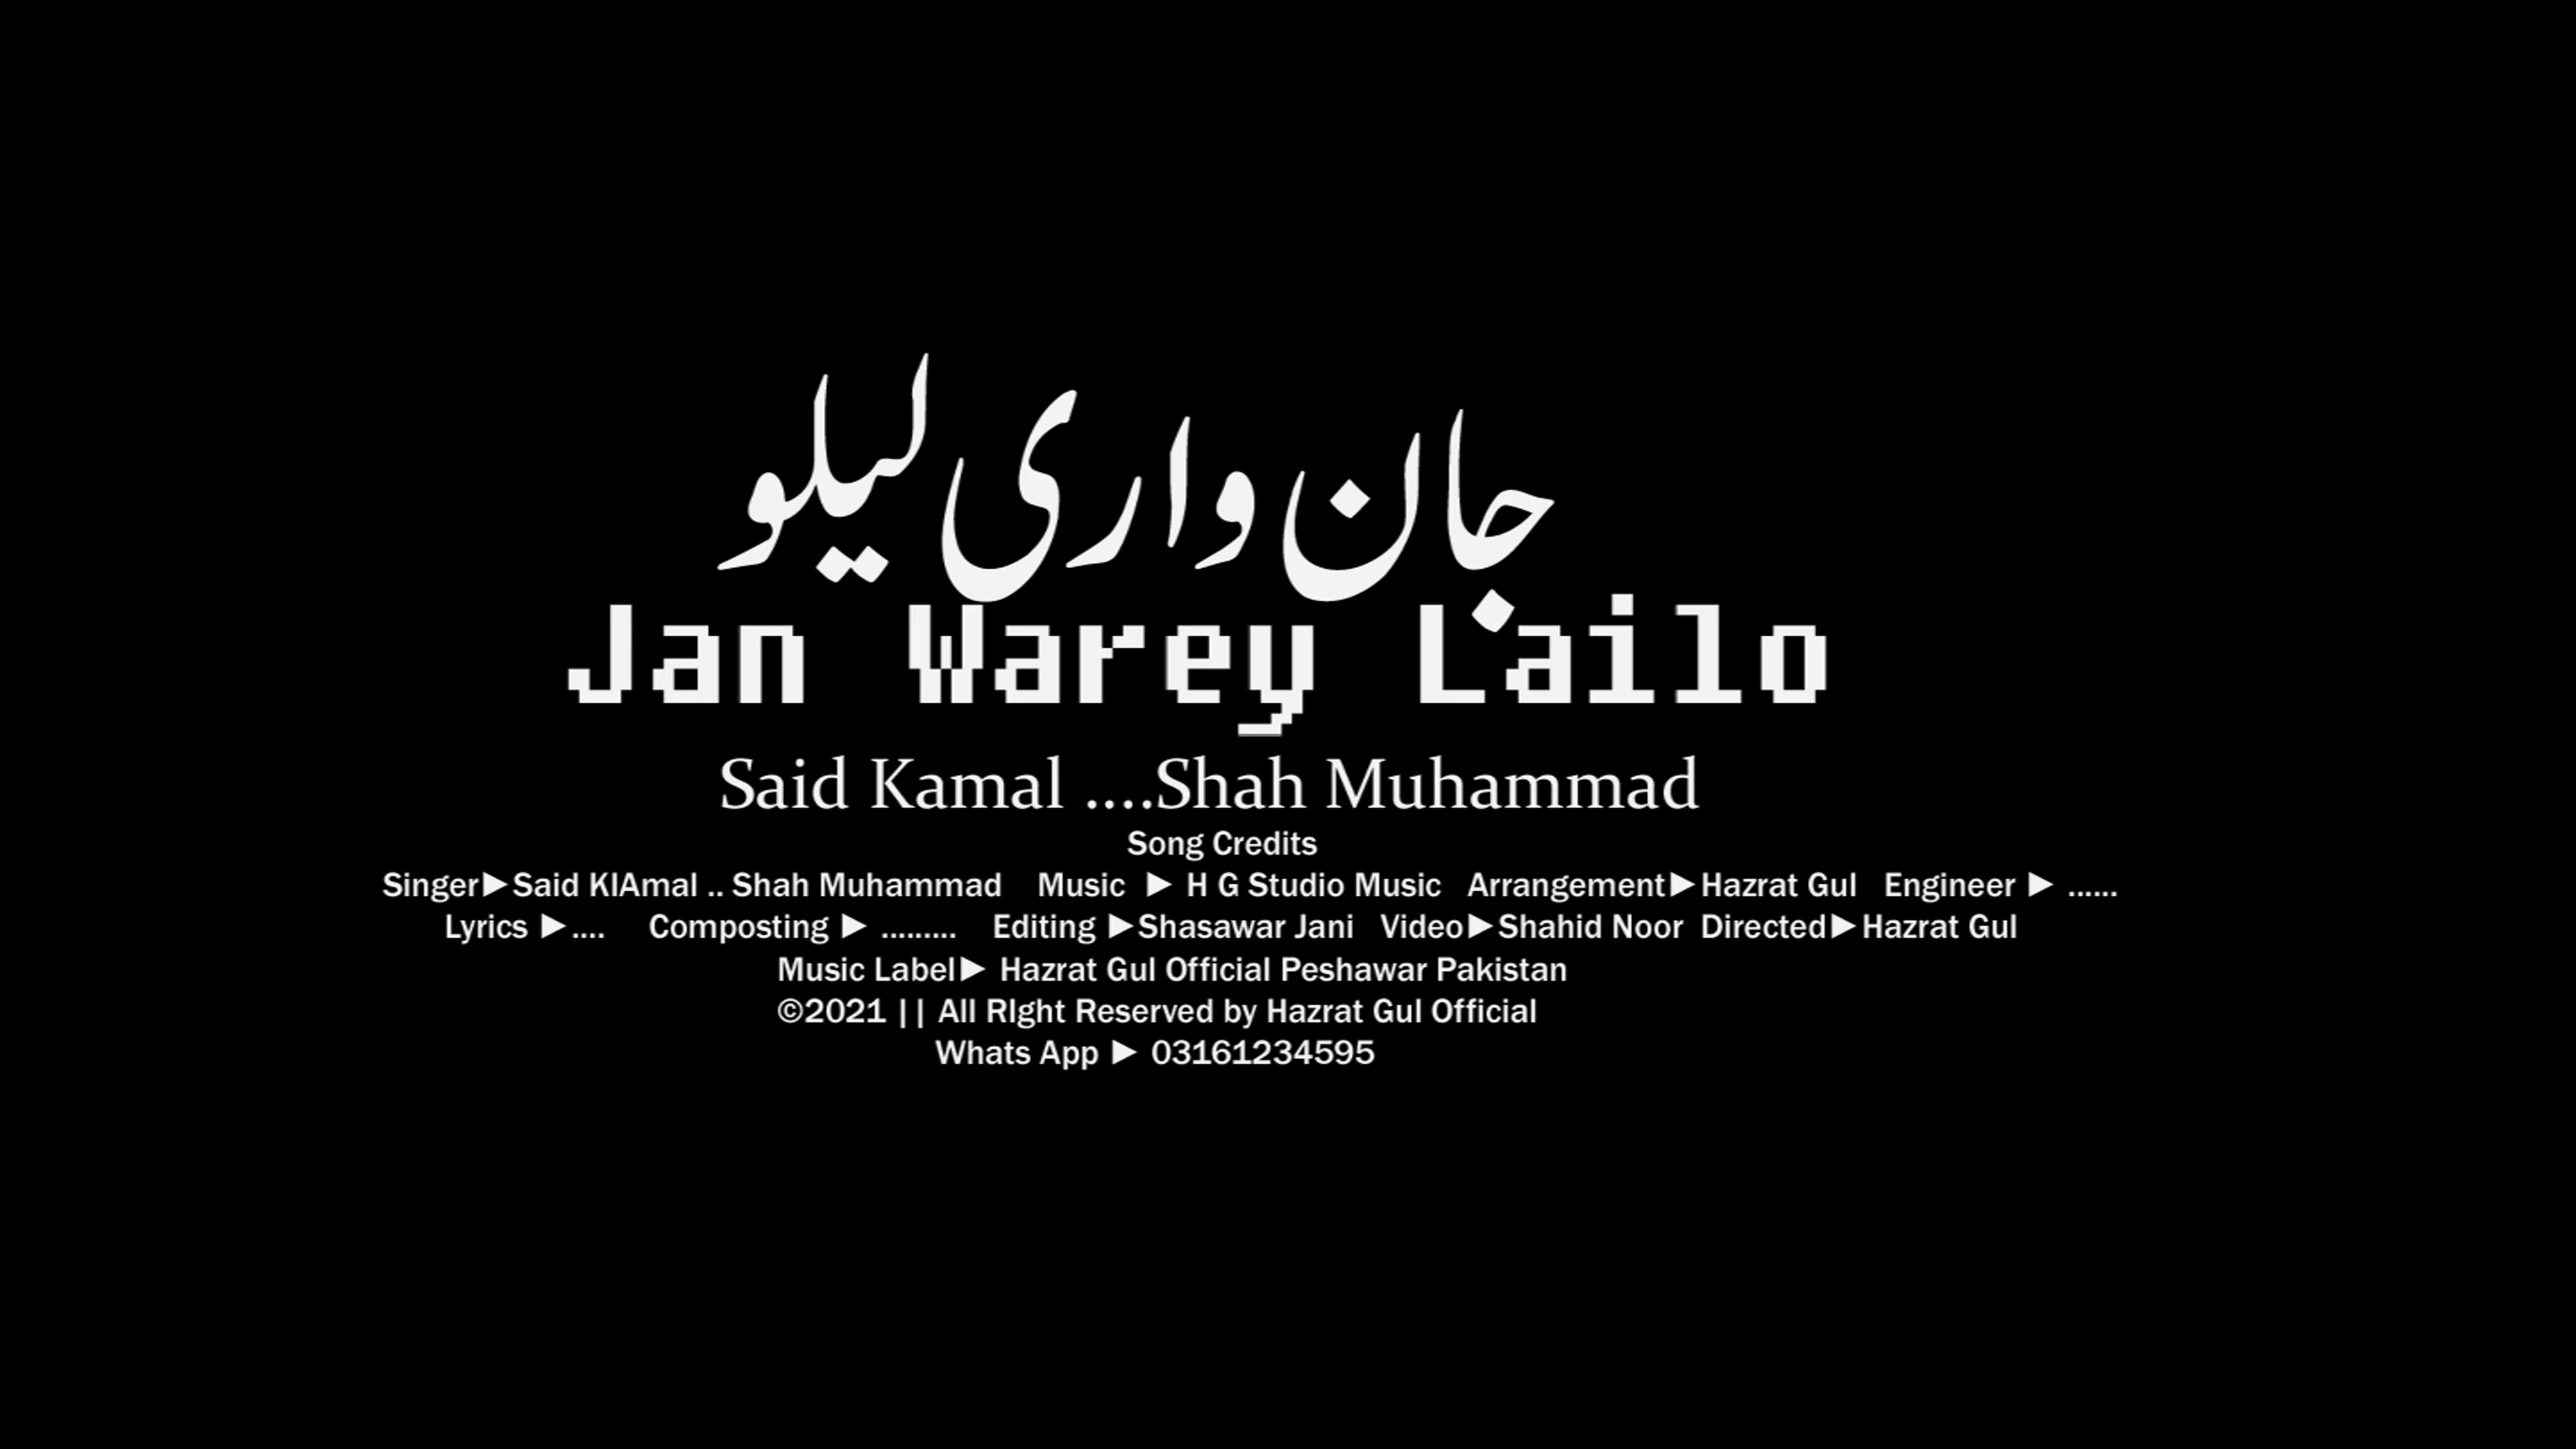 جان واری لیلو
Jan Warey Lailo
Said Kamal ....Shah Muhammad
Song Credits
Singer►Said KIAmal .. Shah Muhammad Music ► H G Studio Music Arrangement►Hazrat Gul Engineer ► ......
Lyrics ►.... Composting ► ......... Editing ►Shasawar Jani Video►Shahid Noor Directed►Hazrat Gul
Music Label► Hazrat Gul Official Peshawar Pakistan
©2021 || All RIght Reserved by Hazrat Gul Official
Whats App ► 03161234595